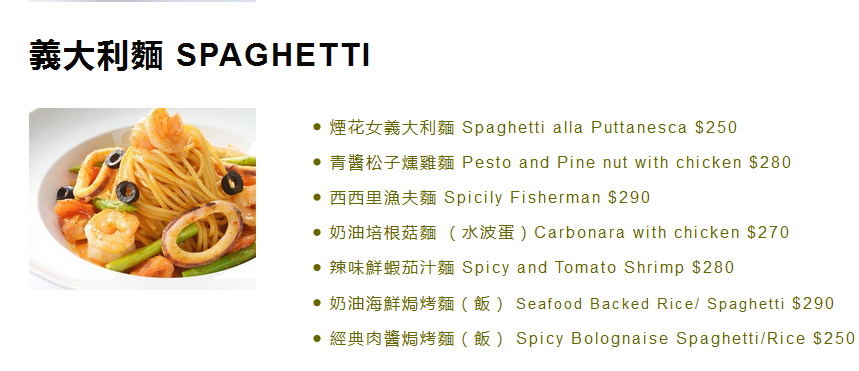 義大利麵 SPAGHETTI
煙花女義大利麵 Spaghetti alla Puttanesca $250
青醬松子燻雞麵 Pesto and Pine nut with chicken $280
西西里漁夫麵 Spicily Fisherman $290
奶油培根菇麵 （水波蛋）Carbonara with chicken $270
辣味鮮蝦茄汁麵 Spicy and Tomato Shrimp $280
奶油海鮮焗烤麵（飯） Seafood Backed Rice/ Spaghetti $290
經典肉醬焗烤麵（飯） Spicy Bolognaise Spaghetti/Rice $250